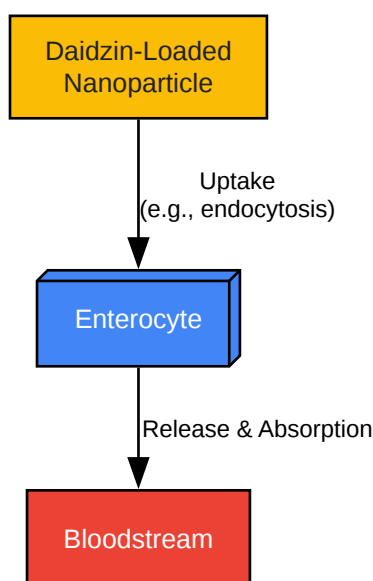 Daidzin-Loaded
Nanoparticle
Uptake
(e.g., endocytosis)
Enterocyte
Release & Absorption
Bloodstream